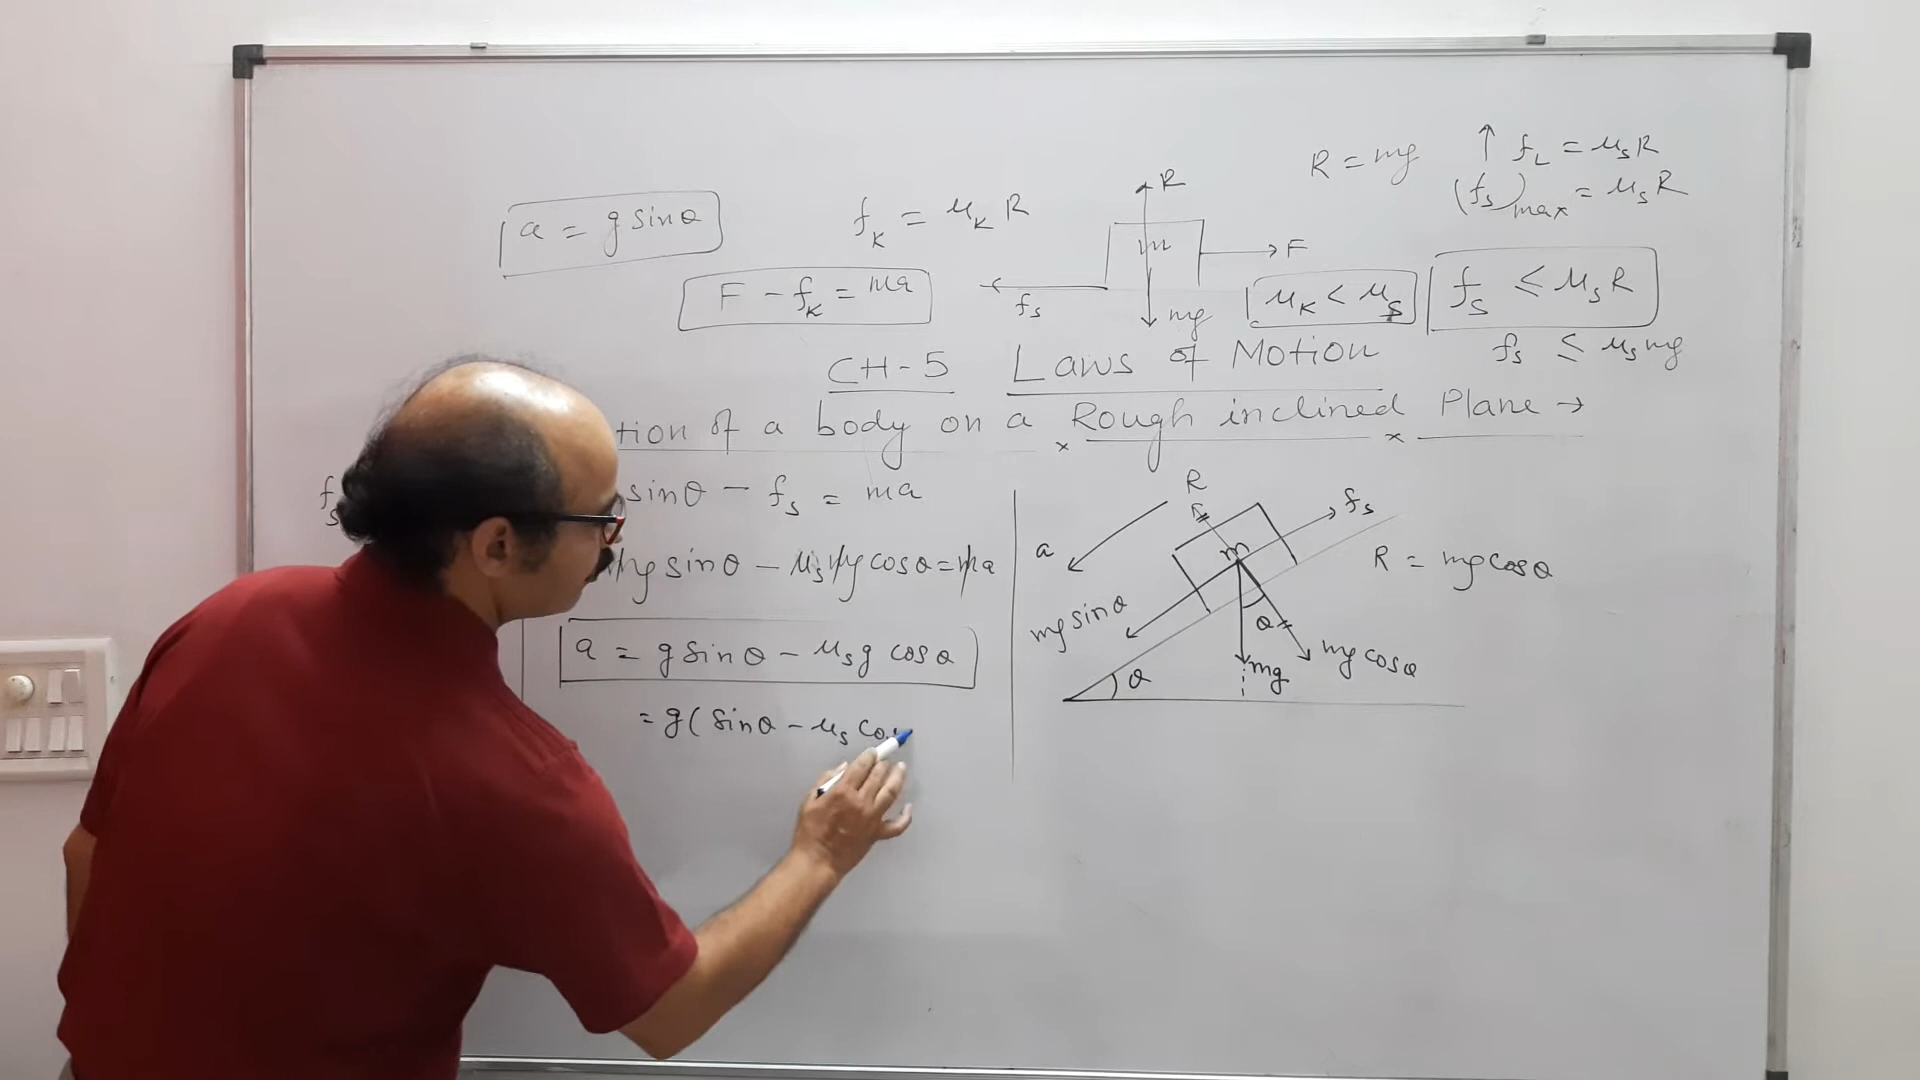 R = mg
↑ f_L = μ_s R
(f_s)_max = μ_s R
a = g sinθ
f_K = μ_K R
R
m
F
f_s
mg
F - f_K = ma
μ_K < μ_s
f_s ≤ μ_s R
f_s ≤ μ_s mg
CH-5 Laws of Motion
tion of a body on a Rough inclined Plane →
f_s
sinθ - f_s = ma
mg sinθ - μ_s mg cosθ = ma
a = g sinθ - μ_s g cosθ
= g( sinθ - μ_s cos
R
f_s
a
m
R = mg cosθ
mg sinθ
θ
mg cosθ
mg
θ